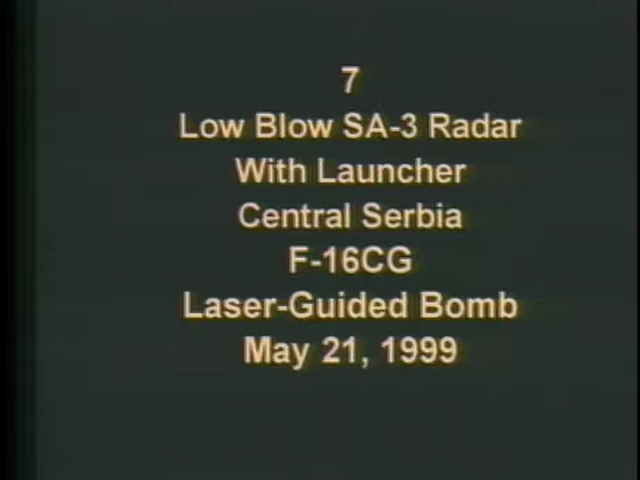 7
Low Blow SA-3 Radar
With Launcher
Central Serbia
F-16CG
Laser-Guided Bomb
May 21, 1999